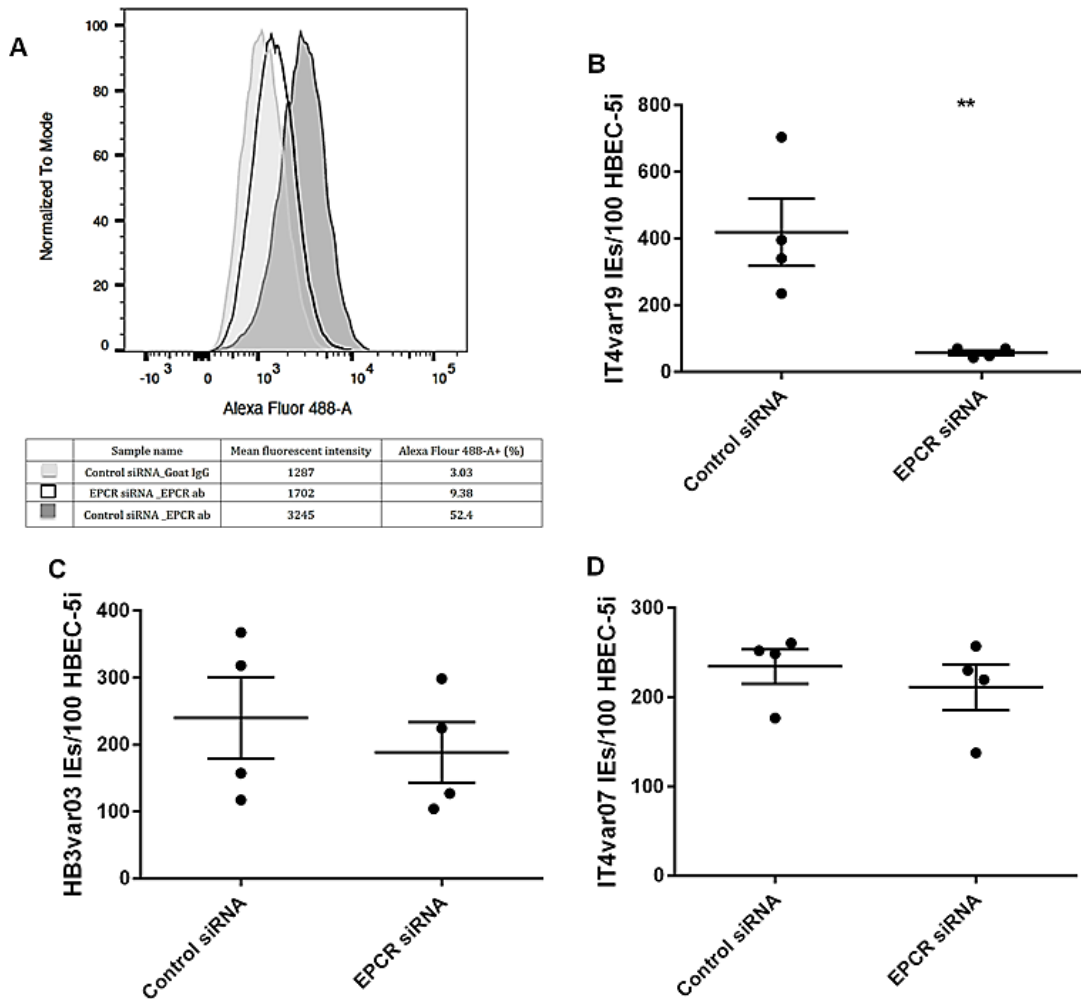 A
Normalized To Mode
100
80
60
40
20
0
-10 3
0
10 3
10 4
10 5
Alexa Fluor 488-A
Sample name Mean fluorescent intensity Alexa Flour 488-A+ (%)
Control siRNA_Goat IgG 1287 3.03
EPCR siRNA _EPCR ab 1702 9.38
Control siRNA _EPCR ab 3245 52.4
B
IT4var19 IEs/100 HBEC-5i
800
600
400
200
0
**
Control siRNA
EPCR siRNA
C
HB3var03 IEs/100 HBEC-5i
400
300
200
100
0
Control siRNA
EPCR siRNA
D
IT4var07 IEs/100 HBEC-5i
300
200
100
0
Control siRNA
EPCR siRNA